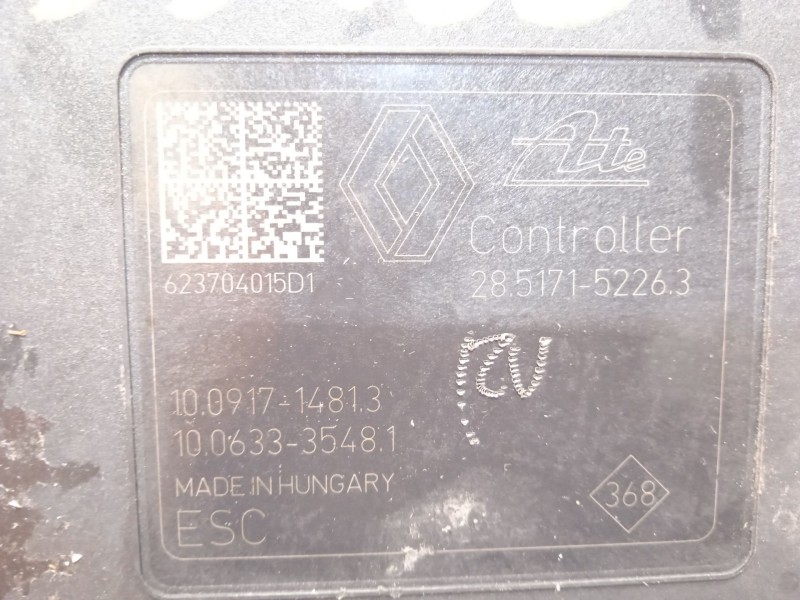 Ate
Controller
623704015D1
28.5171-5226.3
10.0917-1481.3
10.0633-3548.1
MADE IN HUNGARY
368
ESC